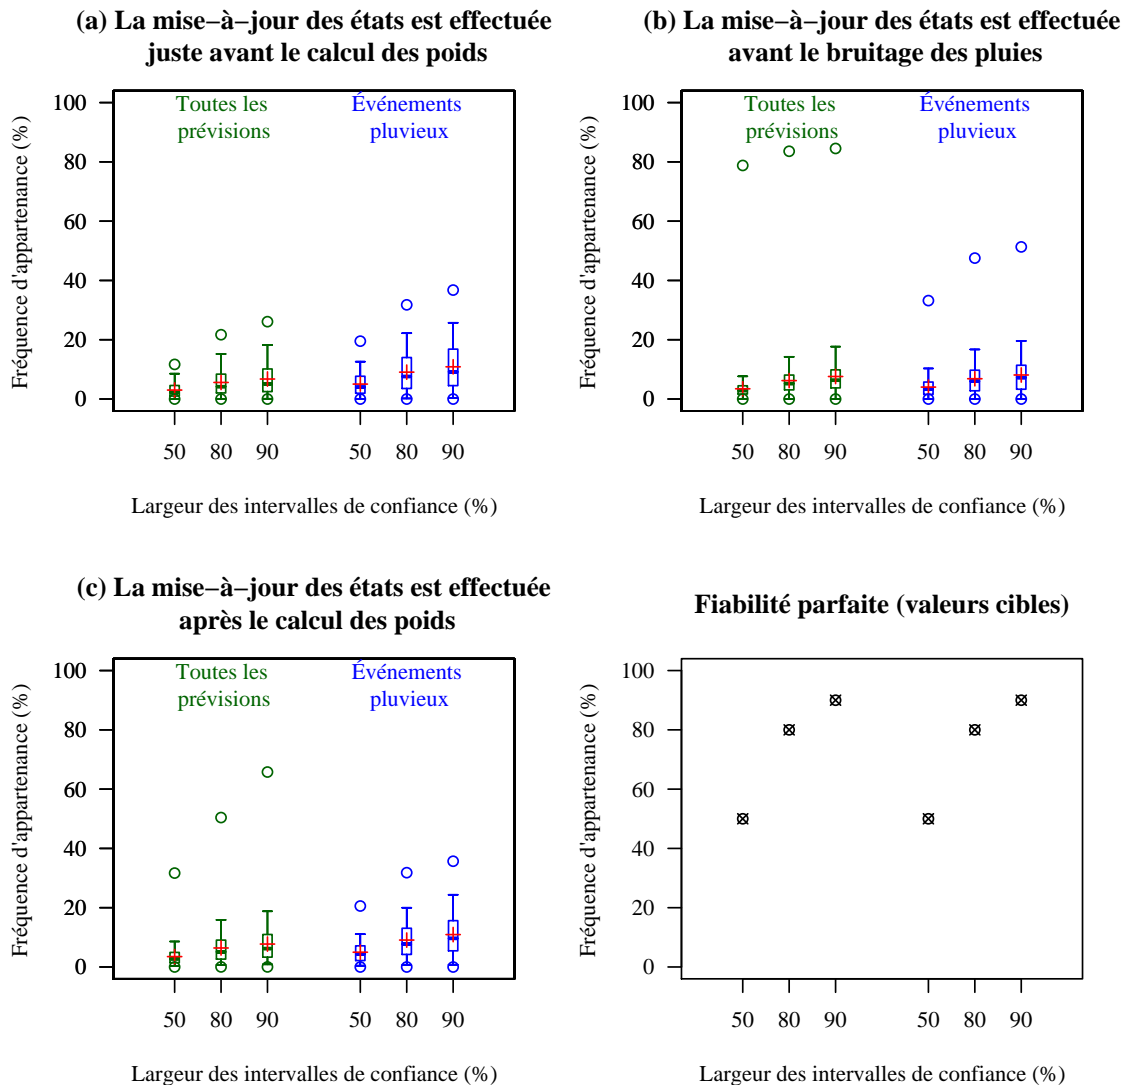 (a) La mise−à−jour des états est effectuée
juste avant le calcul des poids
Fréquence d'appartenance (%)
100
80
60
40
20
0
Toutes les
prévisions
Événements
pluvieux
50 80 90 50 80 90
Largeur des intervalles de confiance (%)
(b) La mise−à−jour des états est effectuée
avant le bruitage des pluies
Fréquence d'appartenance (%)
100
80
60
40
20
0
Toutes les
prévisions
Événements
pluvieux
50 80 90 50 80 90
Largeur des intervalles de confiance (%)
(c) La mise−à−jour des états est effectuée
après le calcul des poids
Fréquence d'appartenance (%)
100
80
60
40
20
0
Toutes les
prévisions
Événements
pluvieux
50 80 90 50 80 90
Largeur des intervalles de confiance (%)
Fiabilité parfaite (valeurs cibles)
Fréquence d'appartenance (%)
100
80
60
40
20
0
50 80 90 50 80 90
Largeur des intervalles de confiance (%)